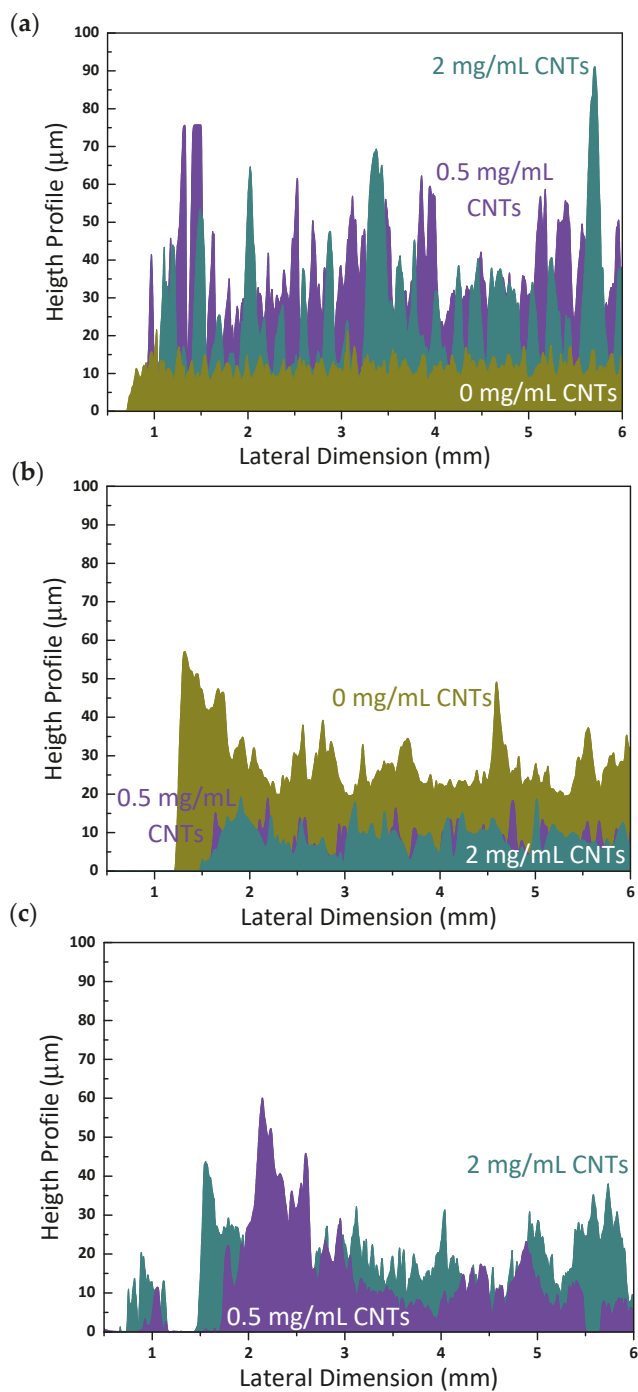 (a)
100
90
80
70
60
50
40
30
20
10
0
Heigth Profile (μm)
2 mg/mL CNTs
0.5 mg/mL
CNTs
0 mg/mL CNTs
1 2 3 4 5 6
Lateral Dimension (mm)
(b)
100
90
80
70
60
50
40
30
20
10
0
Heigth Profile (μm)
0 mg/mL CNTs
0.5 mg/mL
CNTs
2 mg/mL CNTs
1 2 3 4 5 6
Lateral Dimension (mm)
(c)
100
90
80
70
60
50
40
30
20
10
0
Heigth Profile (μm)
2 mg/mL CNTs
0.5 mg/mL CNTs
1 2 3 4 5 6
Lateral Dimension (mm)